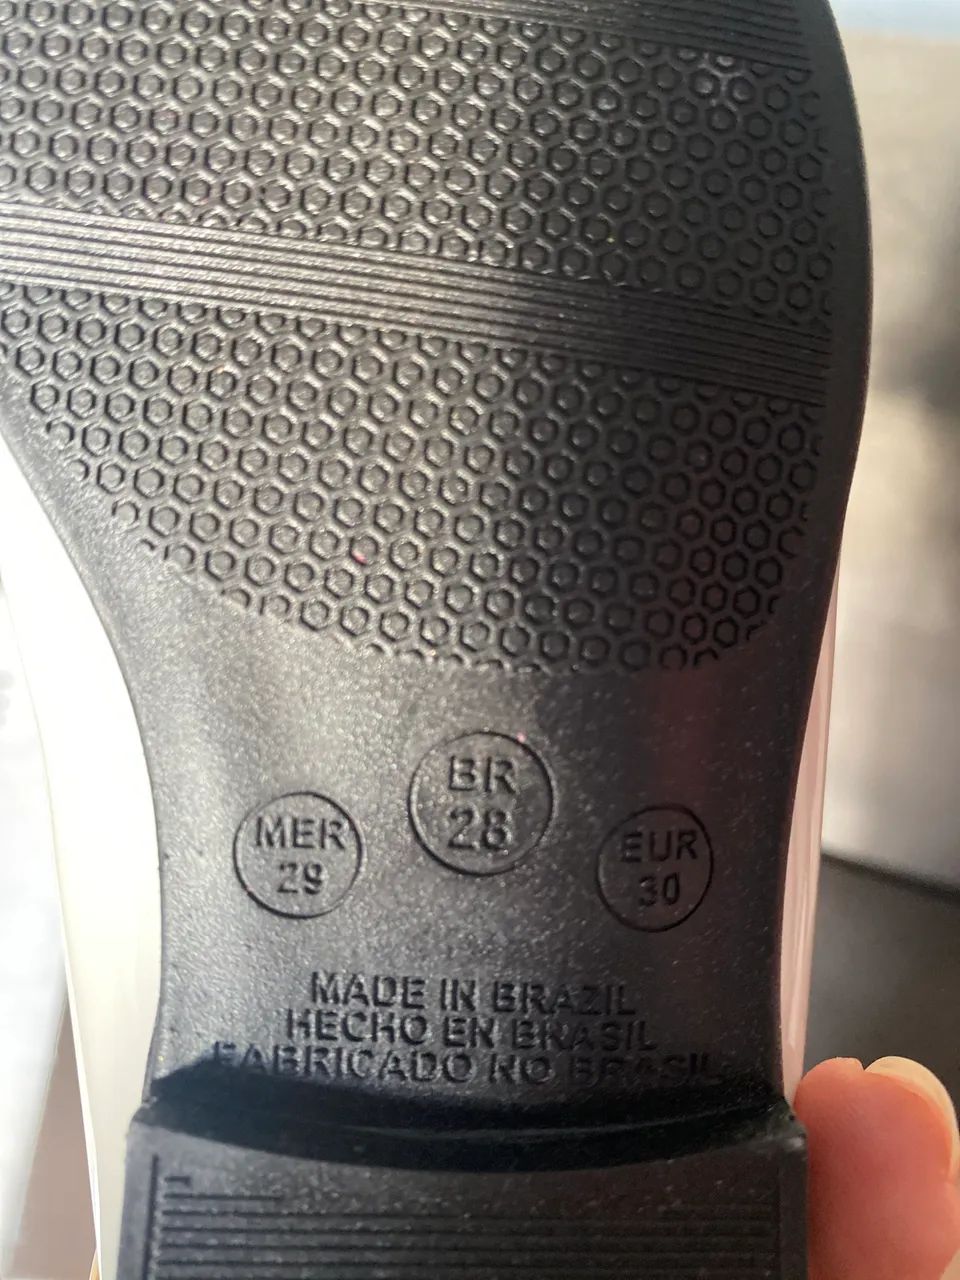 BR
28
MER
29
EUR
30
MADE IN BRAZIL
HECHO EN BRASIL
FABRICADO NO BRASIL